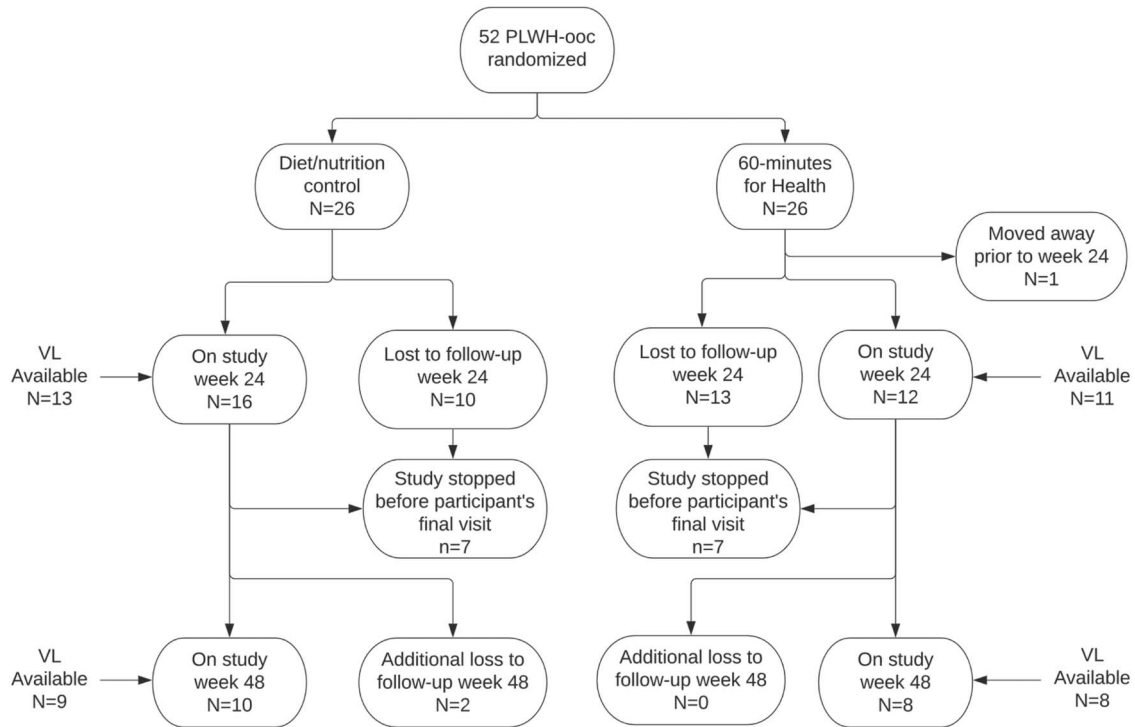 52 PLWH-ooc
randomized
Diet/nutrition
control
N=26
60-minutes
for Health
N=26
Moved away
prior to week 24
N=1
VL
Available
N=13
On study
week 24
N=16
Lost to follow-up
week 24
N=10
Lost to follow-up
week 24
N=13
On study
week 24
N=12
VL
Available
N=11
Study stopped
before participant's
final visit
n=7
Study stopped
before participant's
final visit
n=7
VL
Available
N=9
On study
week 48
N=10
Additional loss to
follow-up week 48
N=2
Additional loss to
follow-up week 48
N=0
On study
week 48
N=8
VL
Available
N=8